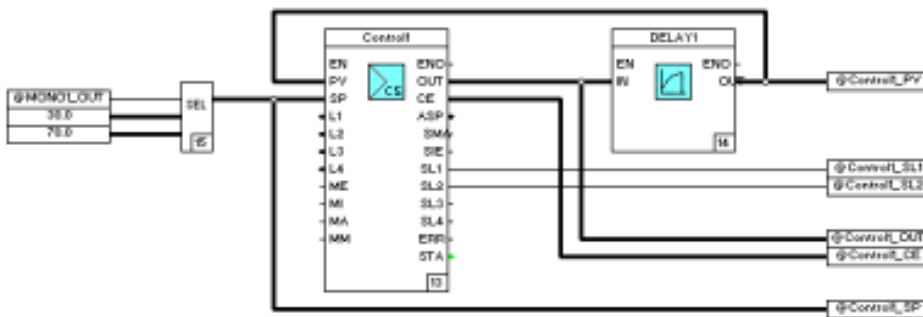 Control1
DELAY1
EN
ENO
EN
ENO
PV
OUT
IN
OUT
@Control1_PV
@MONO1_OUT
SEL
SP
CE
30.0
L1
ASP
70.0
L2
SMA
15
L3
SIE
14
L4
SL1
@Control1_SL1
ME
SL2
@Control1_SL2
MI
SL3
MA
SL4
MM
ERR
@Control1_OUT
STA
@Control1_CE
13
@Control1_SP
CS